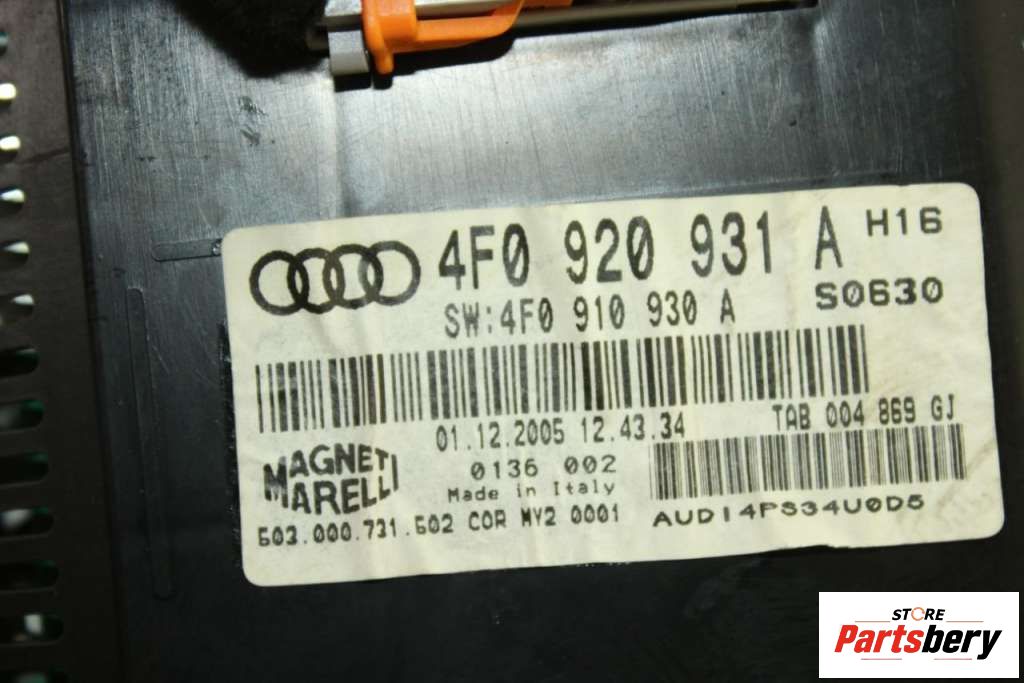 4F0 920 931 A H16
SW:4F0 910 930 A S0630
01.12.2005 12.43.34 TAB 004 869 GJ
MAGNETI MARELLI
0136 002
Made in Italy
503.000.731.502 COR MY2 0001
AUDI4PS34U0D5
STORE
Partsbery